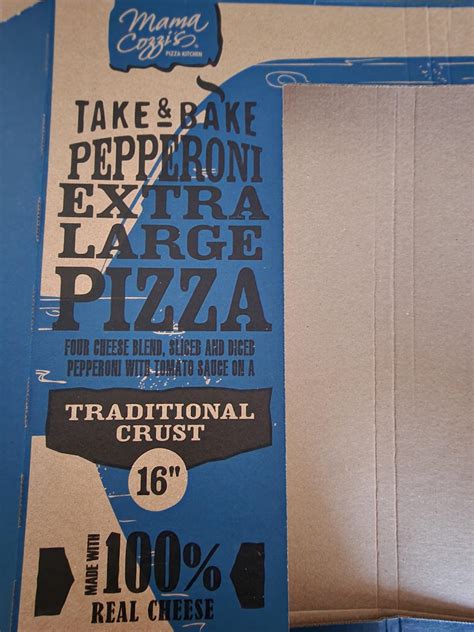 Mama
Cozzi's®
PIZZA KITCHEN
TAKE & BAKE
PEPPERONI
EXTRA
LARGE
PIZZA
FOUR CHEESE BLEND, SLICED AND DICED
PEPPERONI WITH TOMATO SAUCE ON A
TRADITIONAL
CRUST
16"
MADE WITH
100%
REAL CHEESE